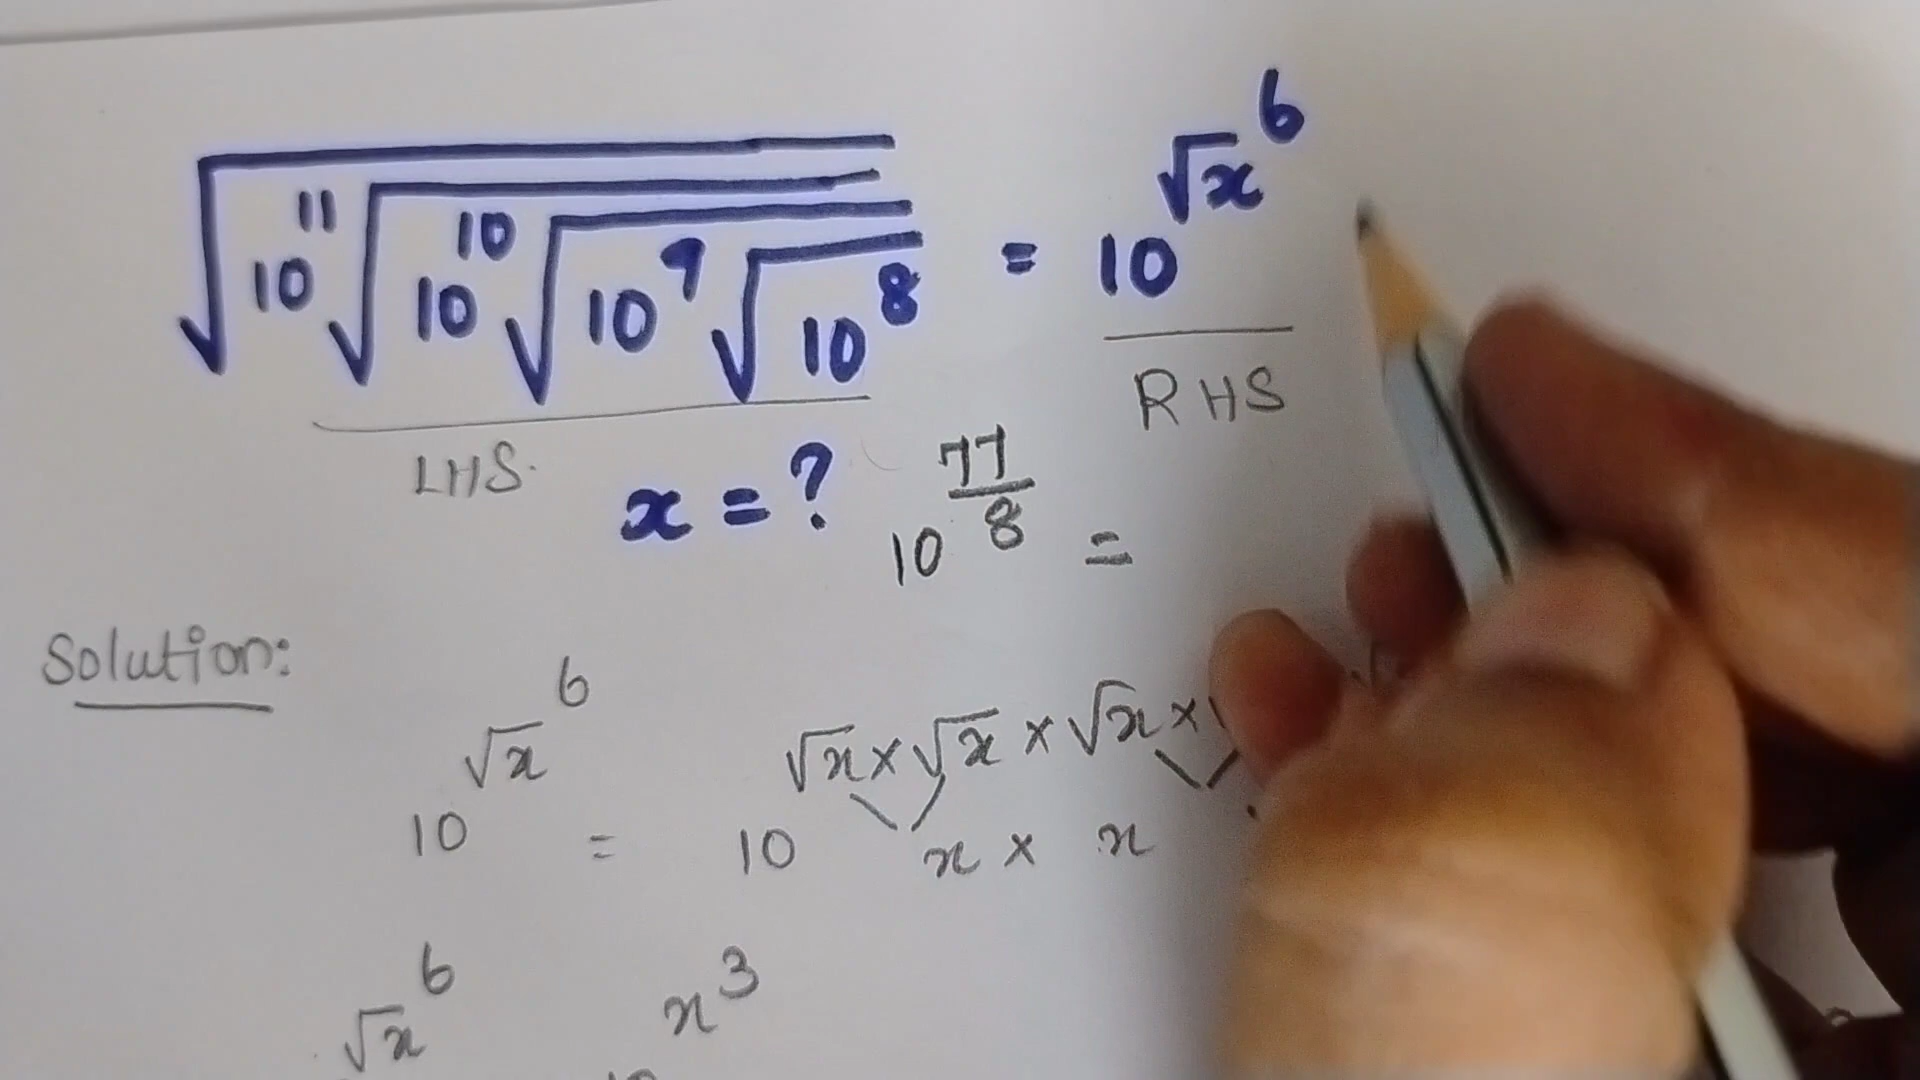 √(10¹¹√(10¹⁰√(10⁹√(10⁸)))) = 10^(√x⁶)
LHS. RHS
x = ? 10^(77/8) =
Solution:
10^(√x⁶) = 10 √x × √x × √x ×
x × x
√x⁶ x³